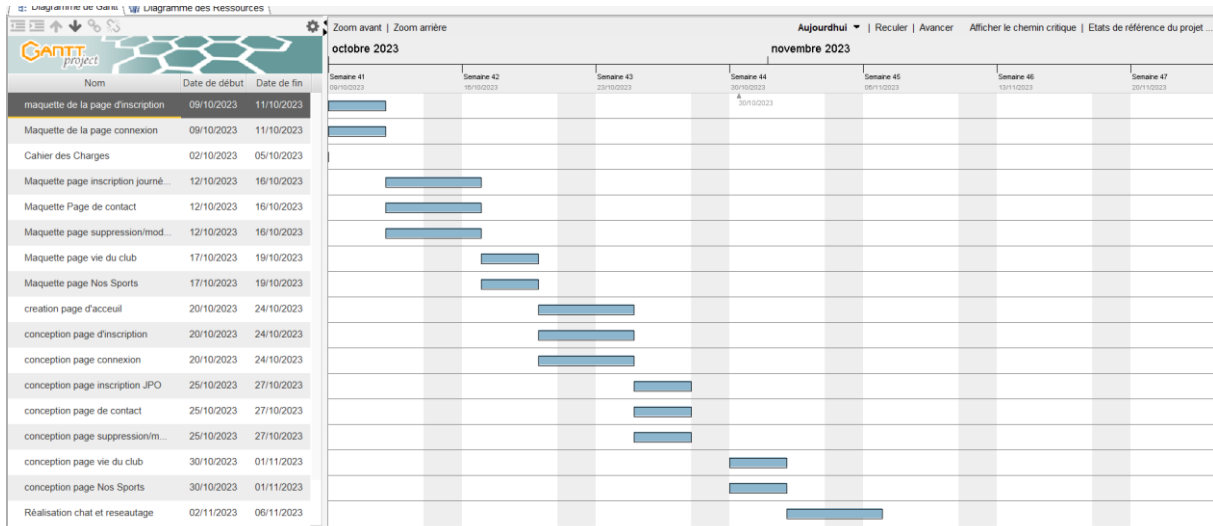 Diagramme de Gantt Diagramme des Ressources
Zoom avant | Zoom arrière Aujourd'hui | Reculer | Avancer Afficher le chemin critique | Etats de référence du projet ...
GANTT project
octobre 2023 novembre 2023
Semaine 41 Semaine 42 Semaine 43 Semaine 44 Semaine 45 Semaine 46 Semaine 47
Nom Date de début Date de fin
09/10/2023 16/10/2023 23/10/2023 30/10/2023 06/11/2023 13/11/2023 20/11/2023
30/10/2023
maquette de la page d'inscription 09/10/2023 11/10/2023
Maquette de la page connexion 09/10/2023 11/10/2023
Cahier des Charges 02/10/2023 05/10/2023
Maquette page inscription journé... 12/10/2023 16/10/2023
Maquette Page de contact 12/10/2023 16/10/2023
Maquette page suppression/mod... 12/10/2023 16/10/2023
Maquette page vie du club 17/10/2023 19/10/2023
Maquette page Nos Sports 17/10/2023 19/10/2023
creation page d'acceuil 20/10/2023 24/10/2023
conception page d'inscription 20/10/2023 24/10/2023
conception page connexion 20/10/2023 24/10/2023
conception page inscription JPO 25/10/2023 27/10/2023
conception page de contact 25/10/2023 27/10/2023
conception page suppression/m... 25/10/2023 27/10/2023
conception page vie du club 30/10/2023 01/11/2023
conception page Nos Sports 30/10/2023 01/11/2023
Réalisation chat et reseautage 02/11/2023 06/11/2023